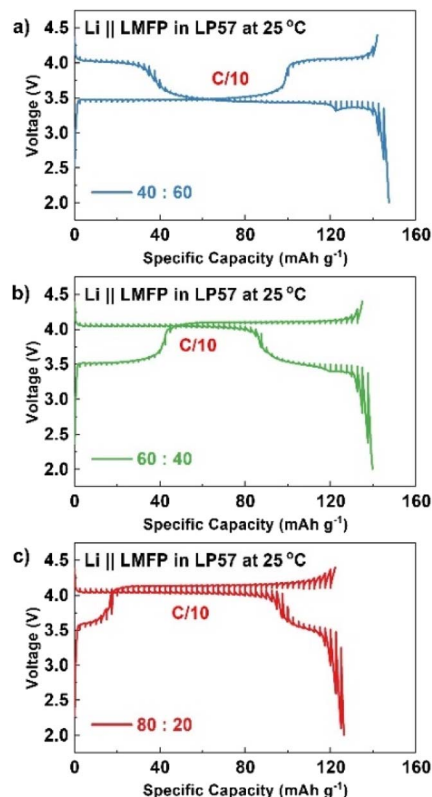 a)
Li || LMFP in LP57 at 25 °C
4.5
4.0
3.5
3.0
2.5
2.0
Voltage (V)
C/10
40 : 60
0 40 80 120 160
Specific Capacity (mAh g⁻¹)
b)
Li || LMFP in LP57 at 25 °C
4.5
4.0
3.5
3.0
2.5
2.0
Voltage (V)
C/10
60 : 40
0 40 80 120 160
Specific Capacity (mAh g⁻¹)
c)
Li || LMFP in LP57 at 25 °C
4.5
4.0
3.5
3.0
2.5
2.0
Voltage (V)
C/10
80 : 20
0 40 80 120 160
Specific Capacity (mAh g⁻¹)